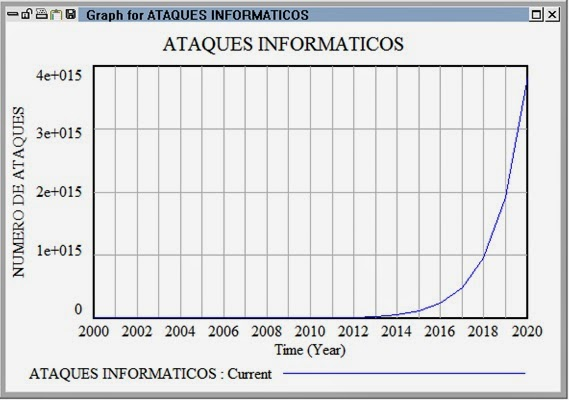 Graph for ATAQUES INFORMATICOS
ATAQUES INFORMATICOS
NUMERO DE ATAQUES
4e+015
3e+015
2e+015
1e+015
0
2000 2002 2004 2006 2008 2010 2012 2014 2016 2018 2020
Time (Year)
ATAQUES INFORMATICOS : Current